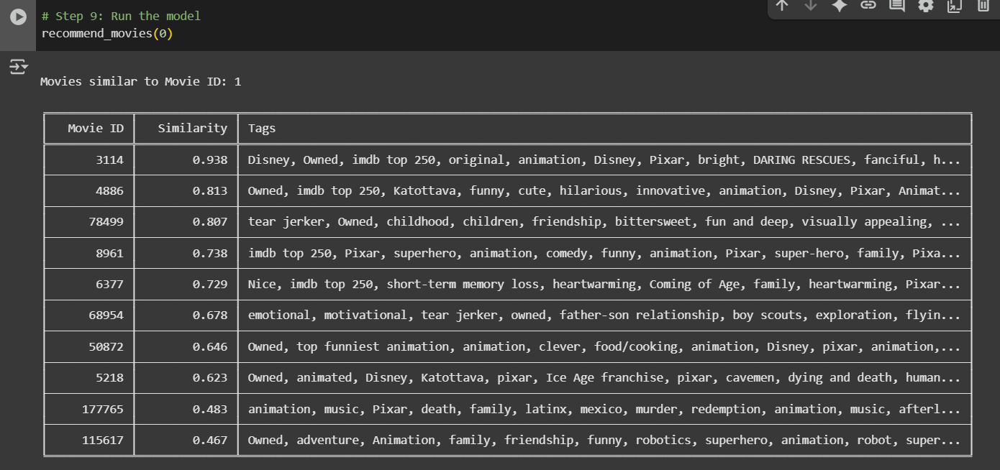 # Step 9: Run the model
recommend_movies(0)
Movies similar to Movie ID: 1
Movie ID Similarity Tags
3114 0.938 Disney, Owned, imdb top 250, original, animation, Disney, Pixar, bright, DARING RESCUES, fanciful, h...
4886 0.813 Owned, imdb top 250, Katottava, funny, cute, hilarious, innovative, animation, Disney, Pixar, Animat...
78499 0.807 tear jerker, Owned, childhood, children, friendship, bittersweet, fun and deep, visually appealing, ...
8961 0.738 imdb top 250, Pixar, superhero, animation, comedy, funny, animation, Pixar, super-hero, family, Pixa...
6377 0.729 Nice, imdb top 250, short-term memory loss, heartwarming, Coming of Age, family, heartwarming, Pixar...
68954 0.678 emotional, motivational, tear jerker, owned, father-son relationship, boy scouts, exploration, flyin...
50872 0.646 Owned, top funniest animation, animation, clever, food/cooking, animation, Disney, pixar, animation,...
5218 0.623 Owned, animated, Disney, Katottava, pixar, Ice Age franchise, pixar, cavemen, dying and death, human...
177765 0.483 animation, music, Pixar, death, family, latinx, mexico, murder, redemption, animation, music, afterl...
115617 0.467 Owned, adventure, Animation, family, friendship, funny, robotics, superhero, animation, robot, super...